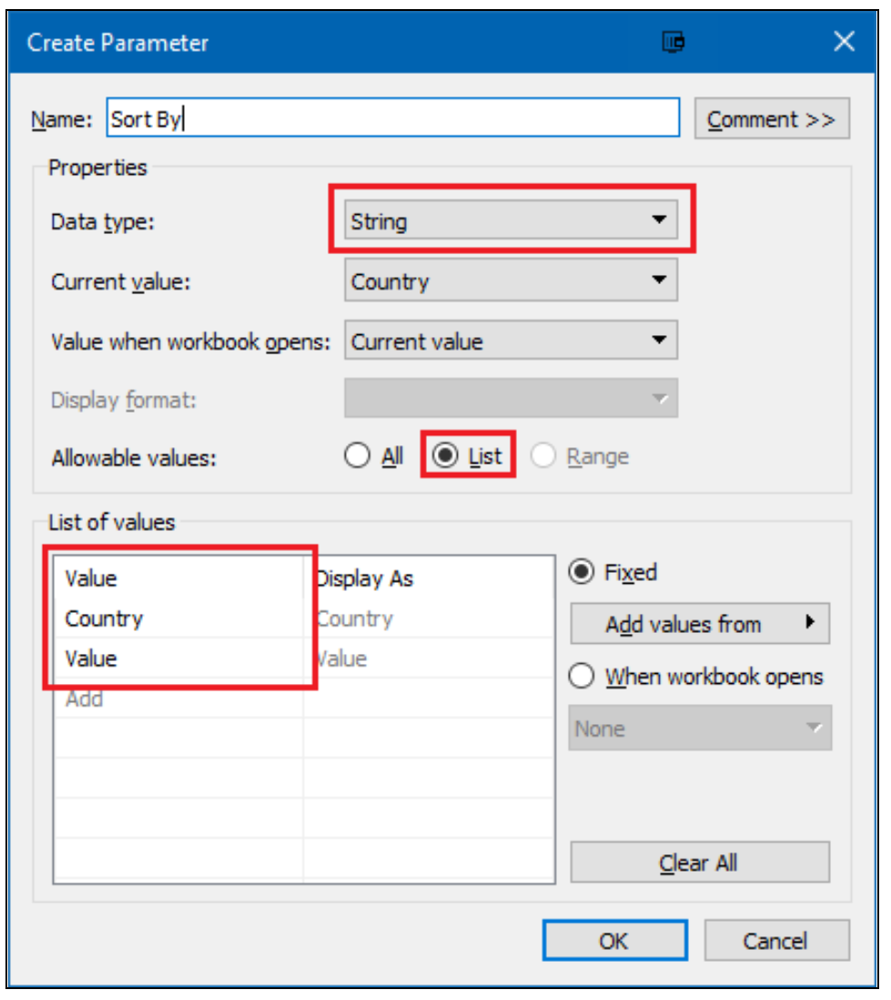 Create Parameter
Name: Sort By Comment >>
Properties
Data type: String
Current value: Country
Value when workbook opens: Current value
Display format:
Allowable values: All List Range
List of values
Value Display As Fixed
Country Country Add values from
Value Value When workbook opens
Add None
Clear All
OK Cancel